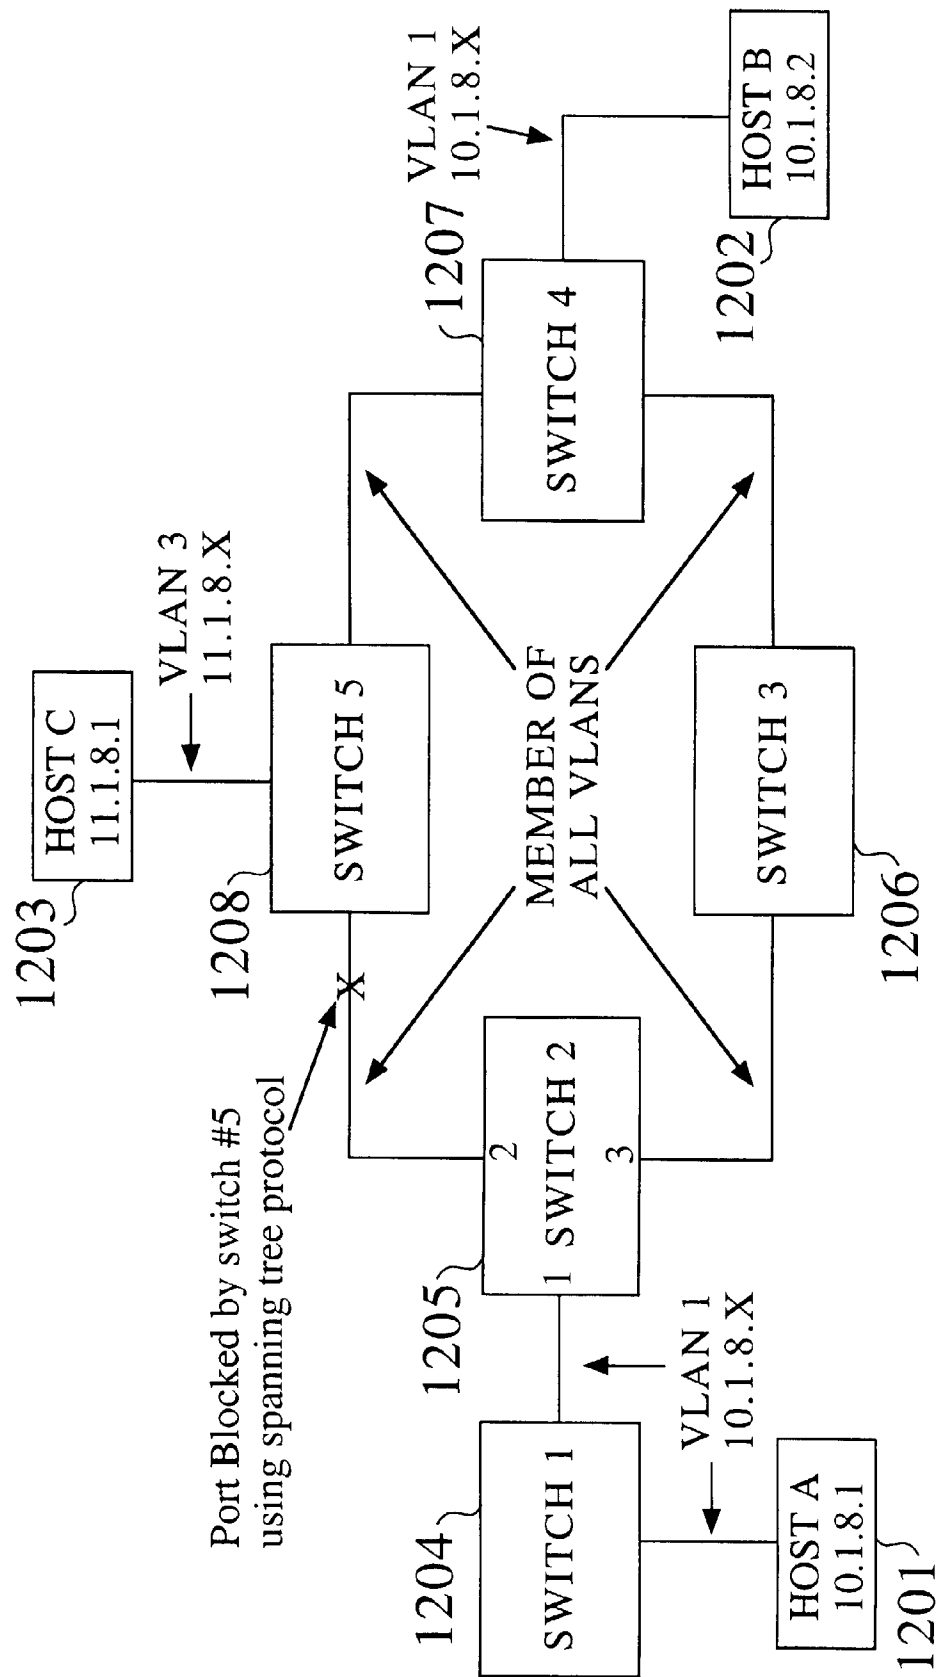 1203
HOST C
11.1.8.1
VLAN 3
11.1.8.X
Port Blocked by switch #5
using spanning tree protocol
X
1208
SWITCH 5
1207
VLAN 1
10.1.8.X
1204
SWITCH 1
1205
2
1 SWITCH 2
3
MEMBER OF
ALL VLANS
SWITCH 4
VLAN 1
10.1.8.X
HOST A
10.1.8.1
1201
SWITCH 3
1206
1202
HOST B
10.1.8.2